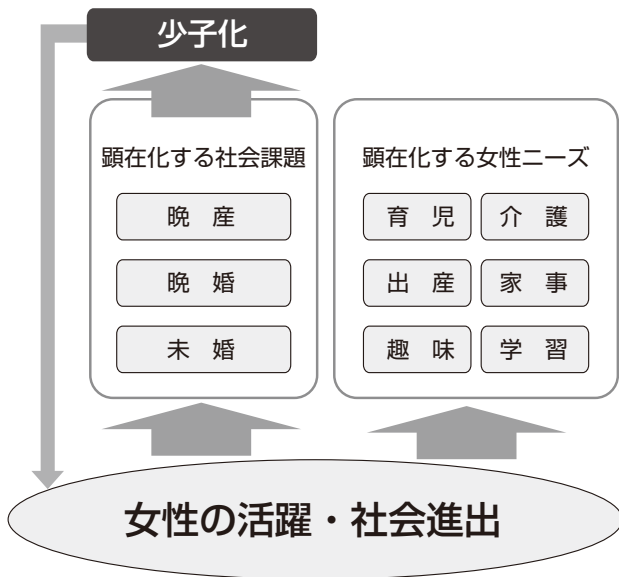 少子化
顕在化する社会課題
晩 産
晩 婚
未 婚
顕在化する女性ニーズ
育 児 介 護
出 産 家 事
趣 味 学 習
女性の活躍・社会進出